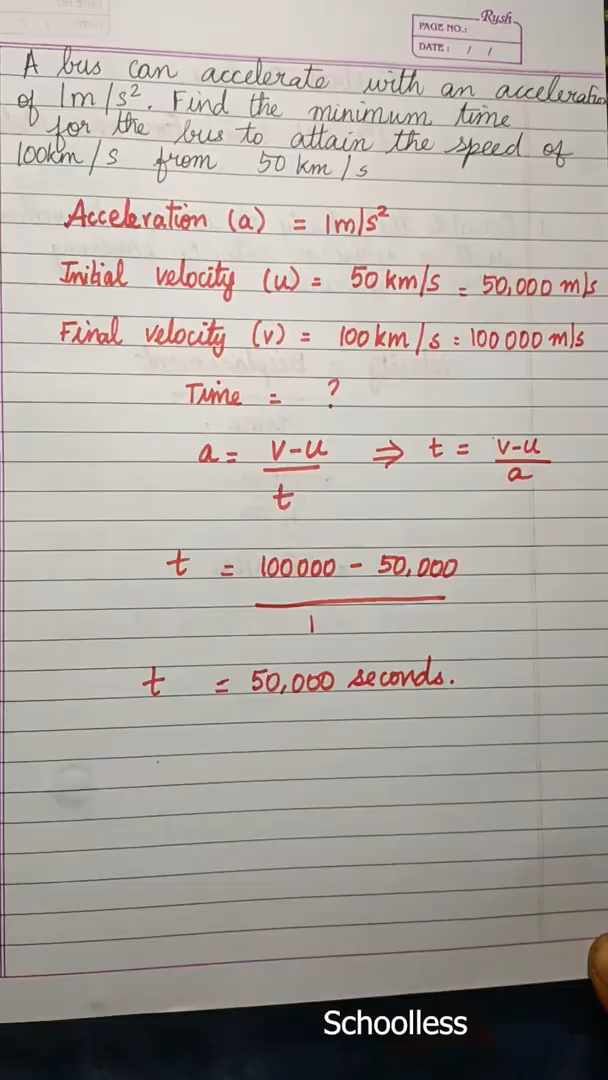 Rysh
PAGE NO.:
DATE: / /
A bus can accelerate with an acceleration
of 1m/s². Find the minimum time
for the bus to attain the speed of
100km/s from 50 km/s
Acceleration (a) = 1m/s²
Initial velocity (u) = 50 km/s = 50,000 m/s
Final velocity (v) = 100 km/s = 100 000 m/s
Time = ?
a = v-u/t ⇒ t = v-u/a
t = 100000 - 50,000
1
t = 50,000 seconds.
Schoolless